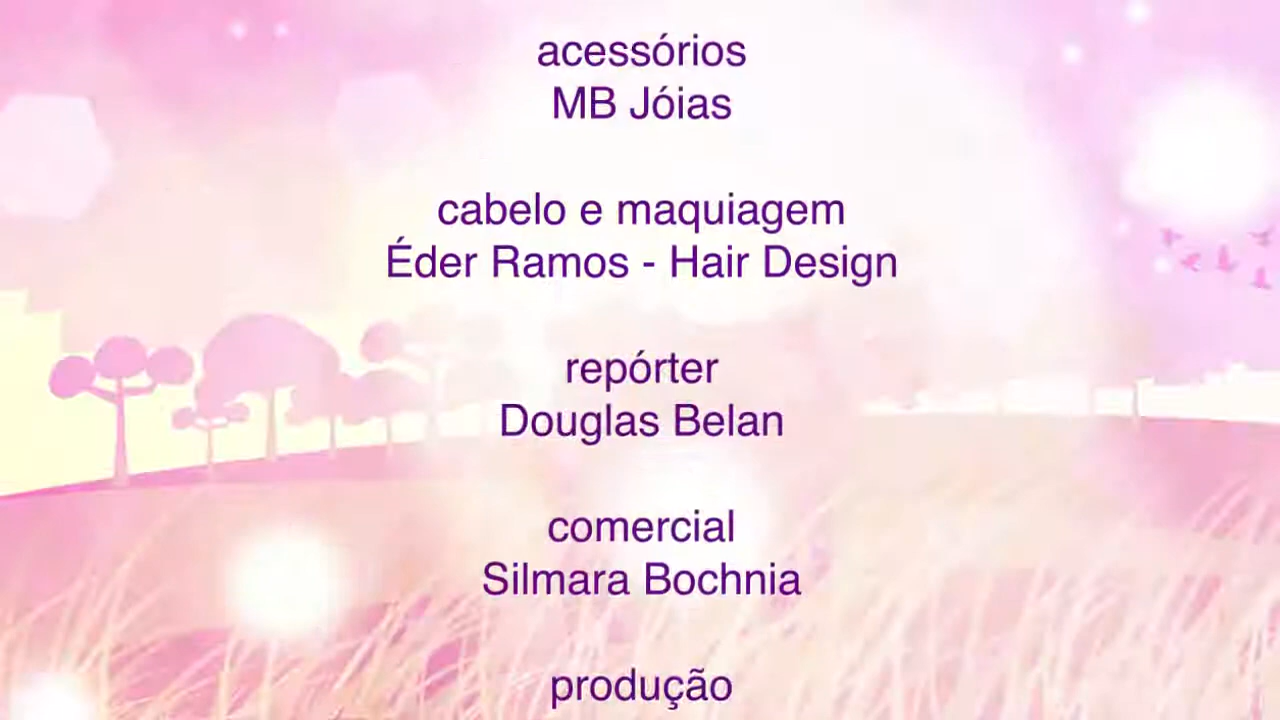 acessórios
MB Jóias
cabelo e maquiagem
Éder Ramos - Hair Design
repórter
Douglas Belan
comercial
Silmara Bochnia
produção